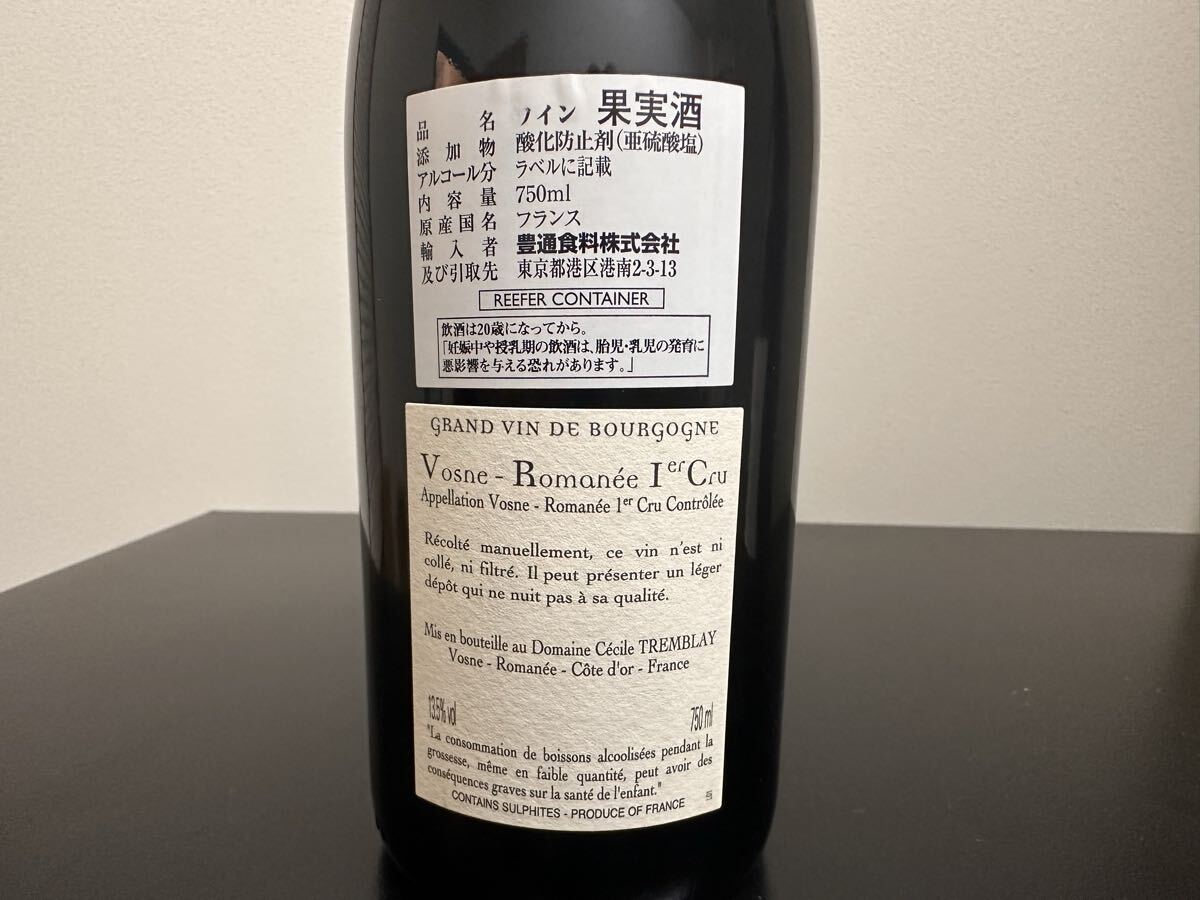 品名 ワイン 果実酒
添加物 酸化防止剤(亜硫酸塩)
アルコール分 ラベルに記載
内容量 750ml
原産国名 フランス
輸入者 豊通食料株式会社
及び引取先 東京都港区港南2-3-13
REEFER CONTAINER
飲酒は20歳になってから。
「妊娠中や授乳期の飲酒は、胎児・乳児の発育に
悪影響を与える恐れがあります。」
GRAND VIN DE BOURGOGNE
Vosne - Romanée 1er Cru
Appellation Vosne - Romanée 1er Cru Contrôlée
Récolté manuellement, ce vin n'est ni
collé, ni filtré. Il peut présenter un léger
dépôt qui ne nuit pas à sa qualité.
Mis en bouteille au Domaine Cécile TREMBLAY
Vosne - Romanée - Côte d'or - France
13.5% vol 750 ml
"La consommation de boissons alcoolisées pendant la
grossesse, même en faible quantité, peut avoir des
conséquences graves sur la santé de l'enfant."
CONTAINS SULPHITES - PRODUCE OF FRANCE